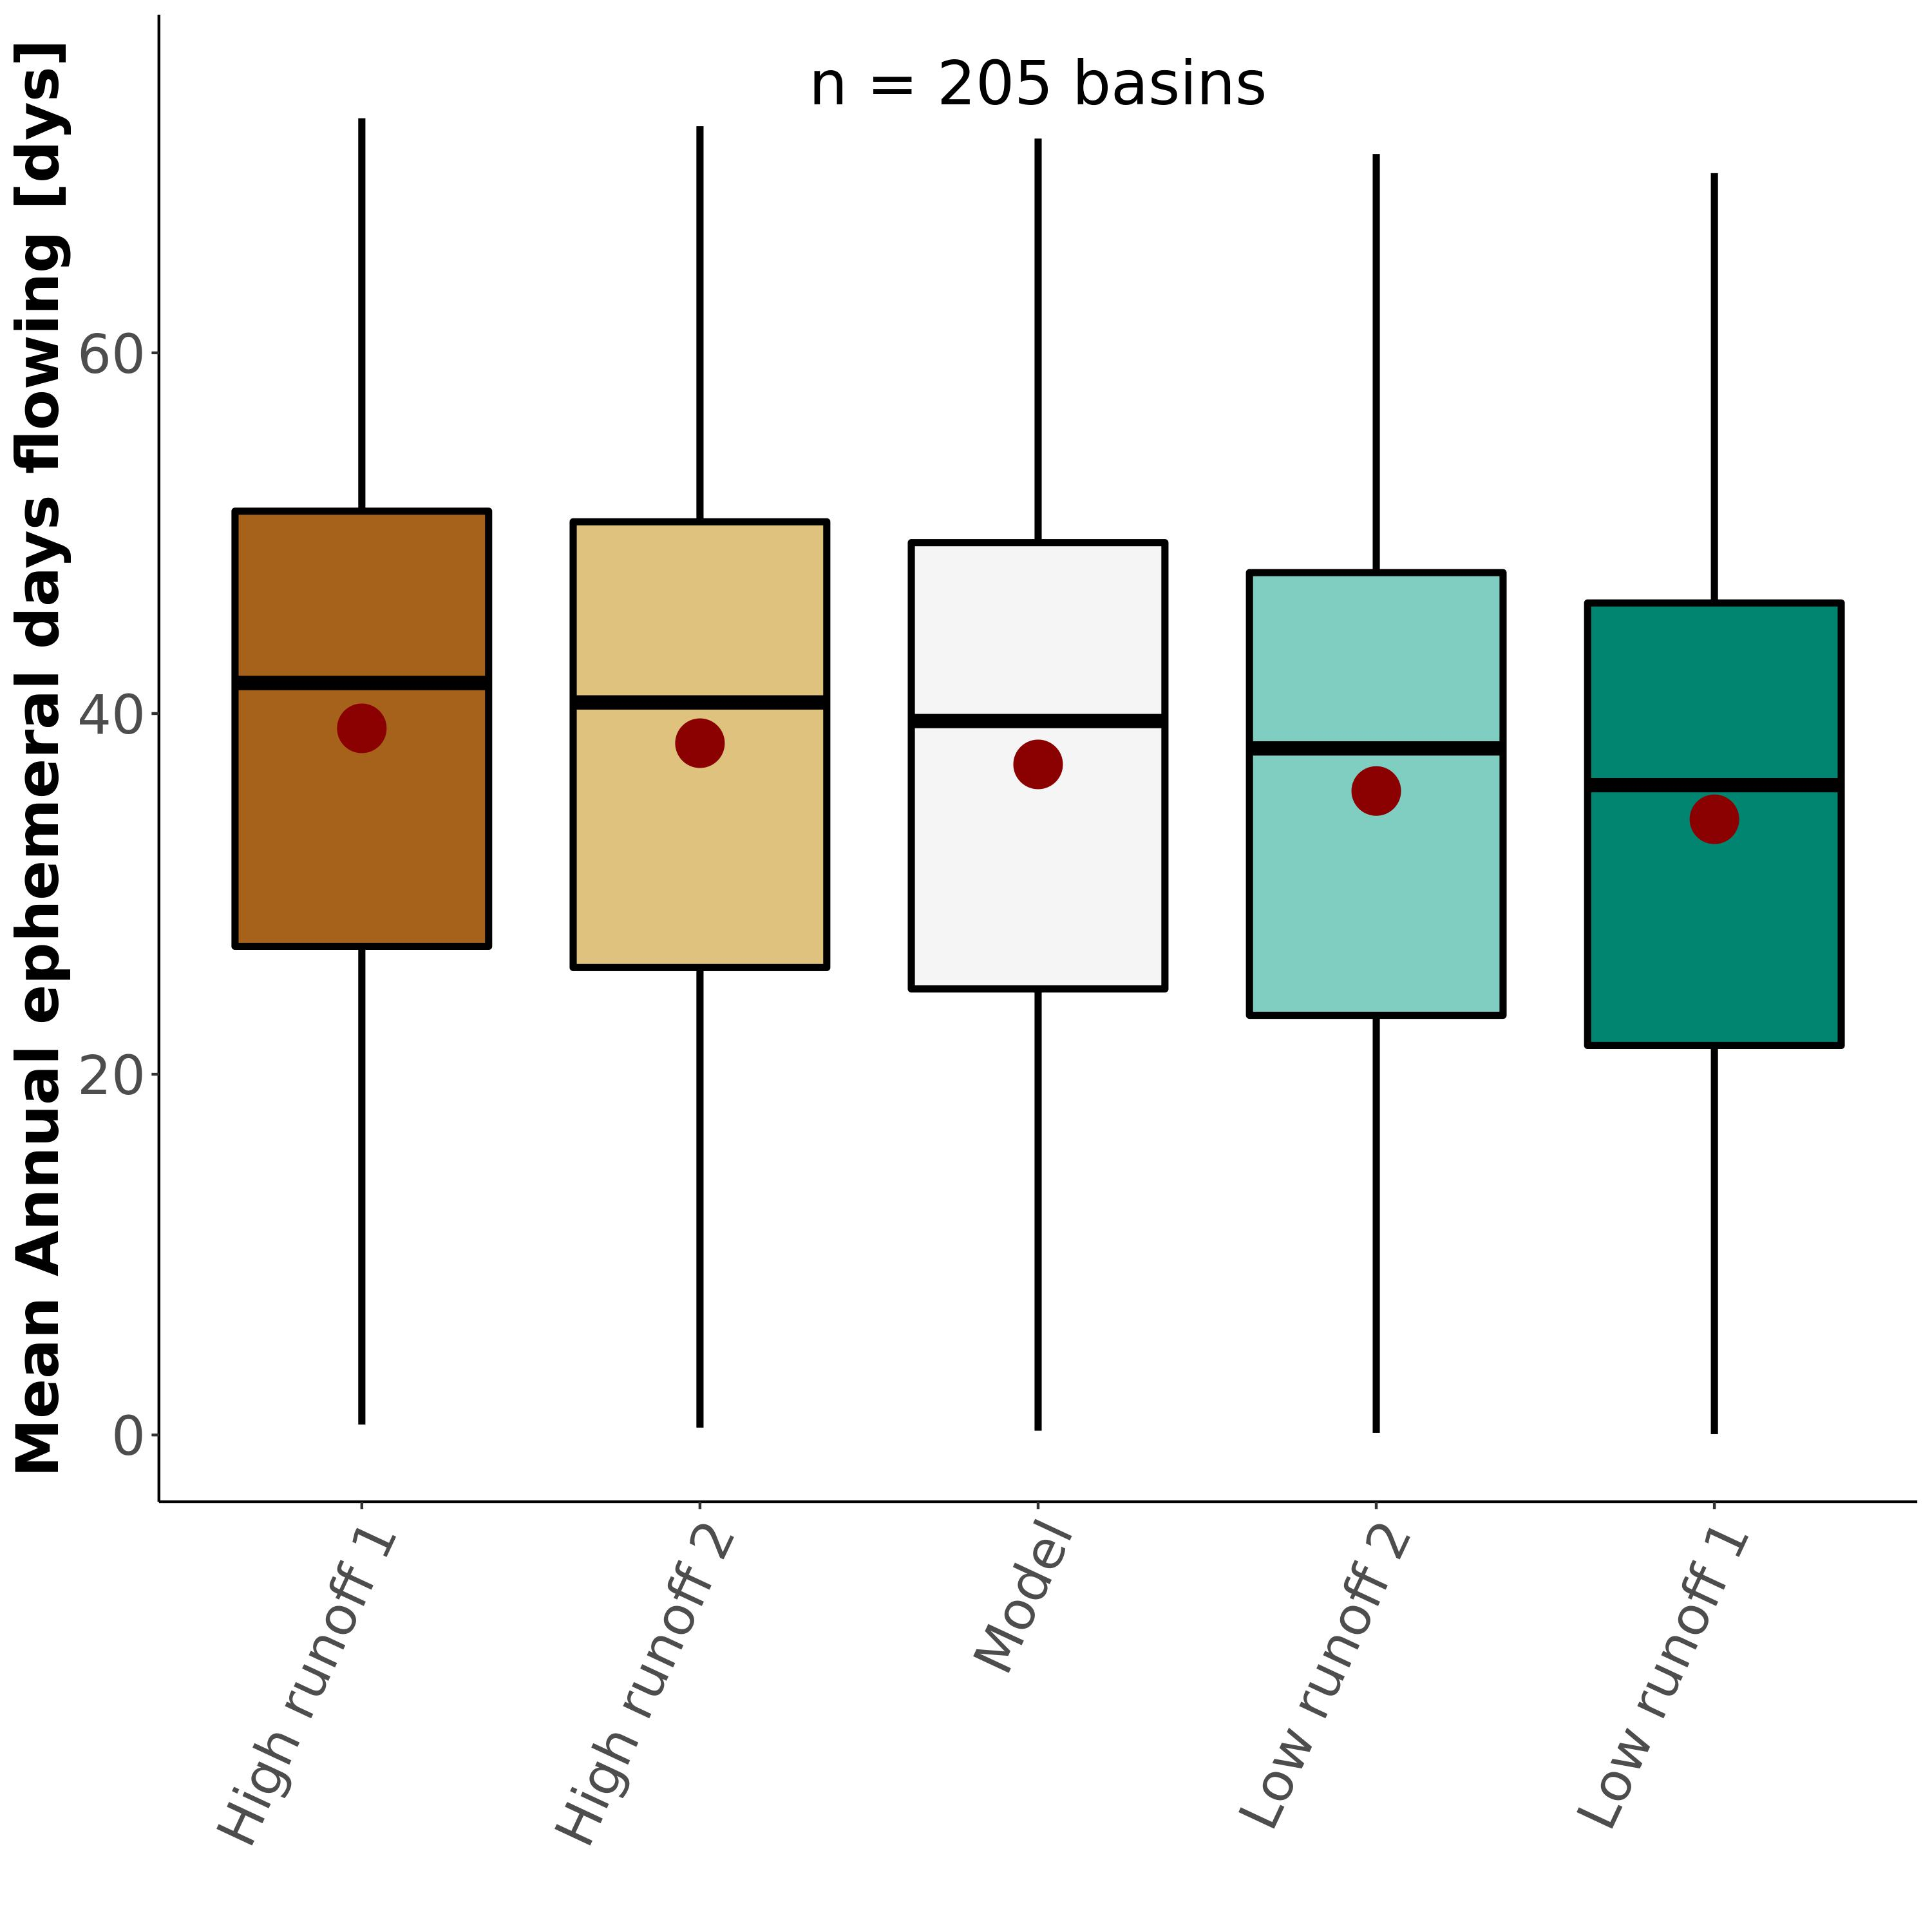 n = 205 basins
Mean Annual ephemeral days flowing [dys]
60
40
20
0
High runoff 1
High runoff 2
Model
Low runoff 2
Low runoff 1